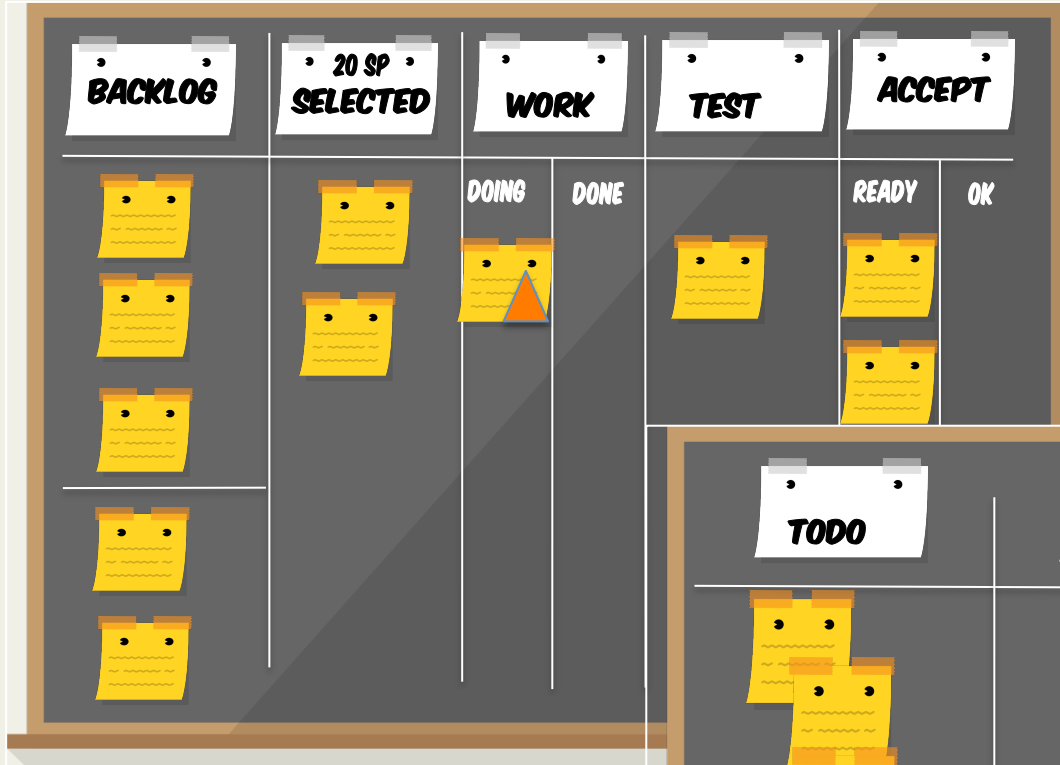 BACKLOG
20 SP
SELECTED
WORK
TEST
ACCEPT
DOING
DONE
READY
OK
TODO